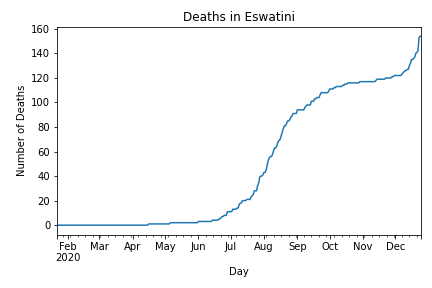 Deaths in Eswatini
Number of Deaths
160
140
120
100
80
60
40
20
0
Feb Mar Apr May Jun Jul Aug Sep Oct Nov Dec
2020
Day